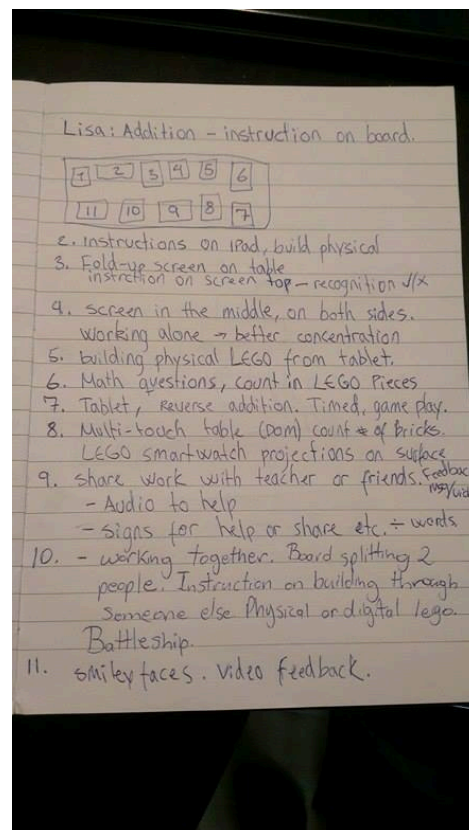 Lisa: Addition - instruction on board.
1 2 3 4 5 6
11 10 9 8 7
2. Instructions on iPad, build physical
3. Fold-up screen on table
instrction on screen top - recognition √/X
4. screen in the middle, on both sides.
Working alone → better concentration
5. building physical LEGO from tablet.
6. Math questions, count in LEGO Pieces
7. Tablet, Reverse addition. Timed, game play.
8. Multi-touch table (Dom) count # of bricks.
LEGO smartwatch projections on surface
9. share work with teacher or friends. Feedbac
- Audio to help
- signs for help or share etc. ÷ words
10. - working together. Board splitting 2
people. Instruction on building through
someone else Physical or digital lego.
Battleship.
11. smiley faces. Video feedback.